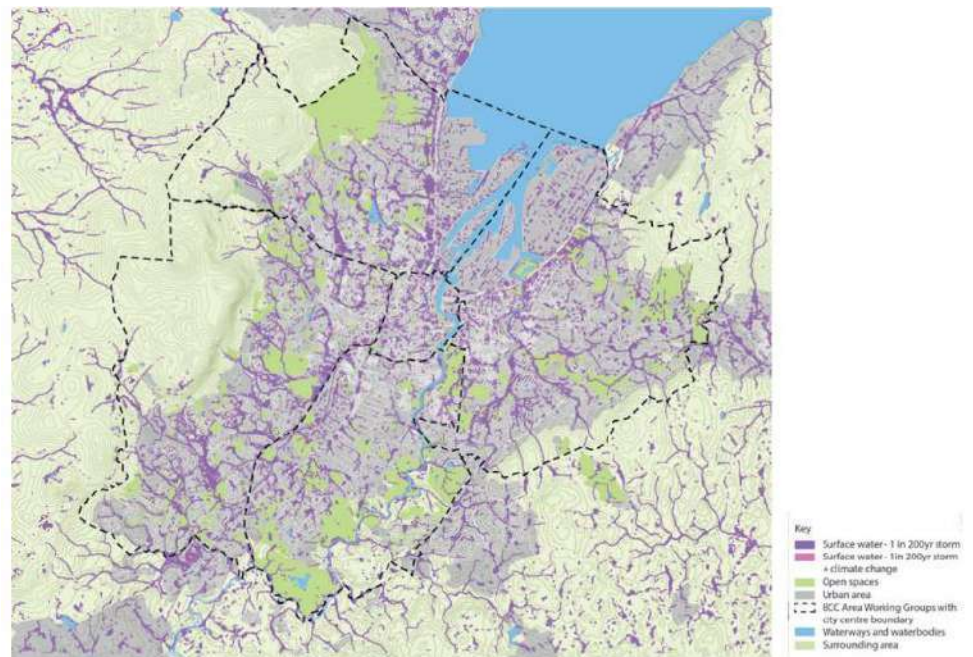 Key
Surface water - 1 in 200yr storm
Surface water - 1in 200yr storm
+ climate change
Open spaces
Urban area
BCC Area Working Groups with
city centre boundary
Waterways and waterbodies
Surrounding area